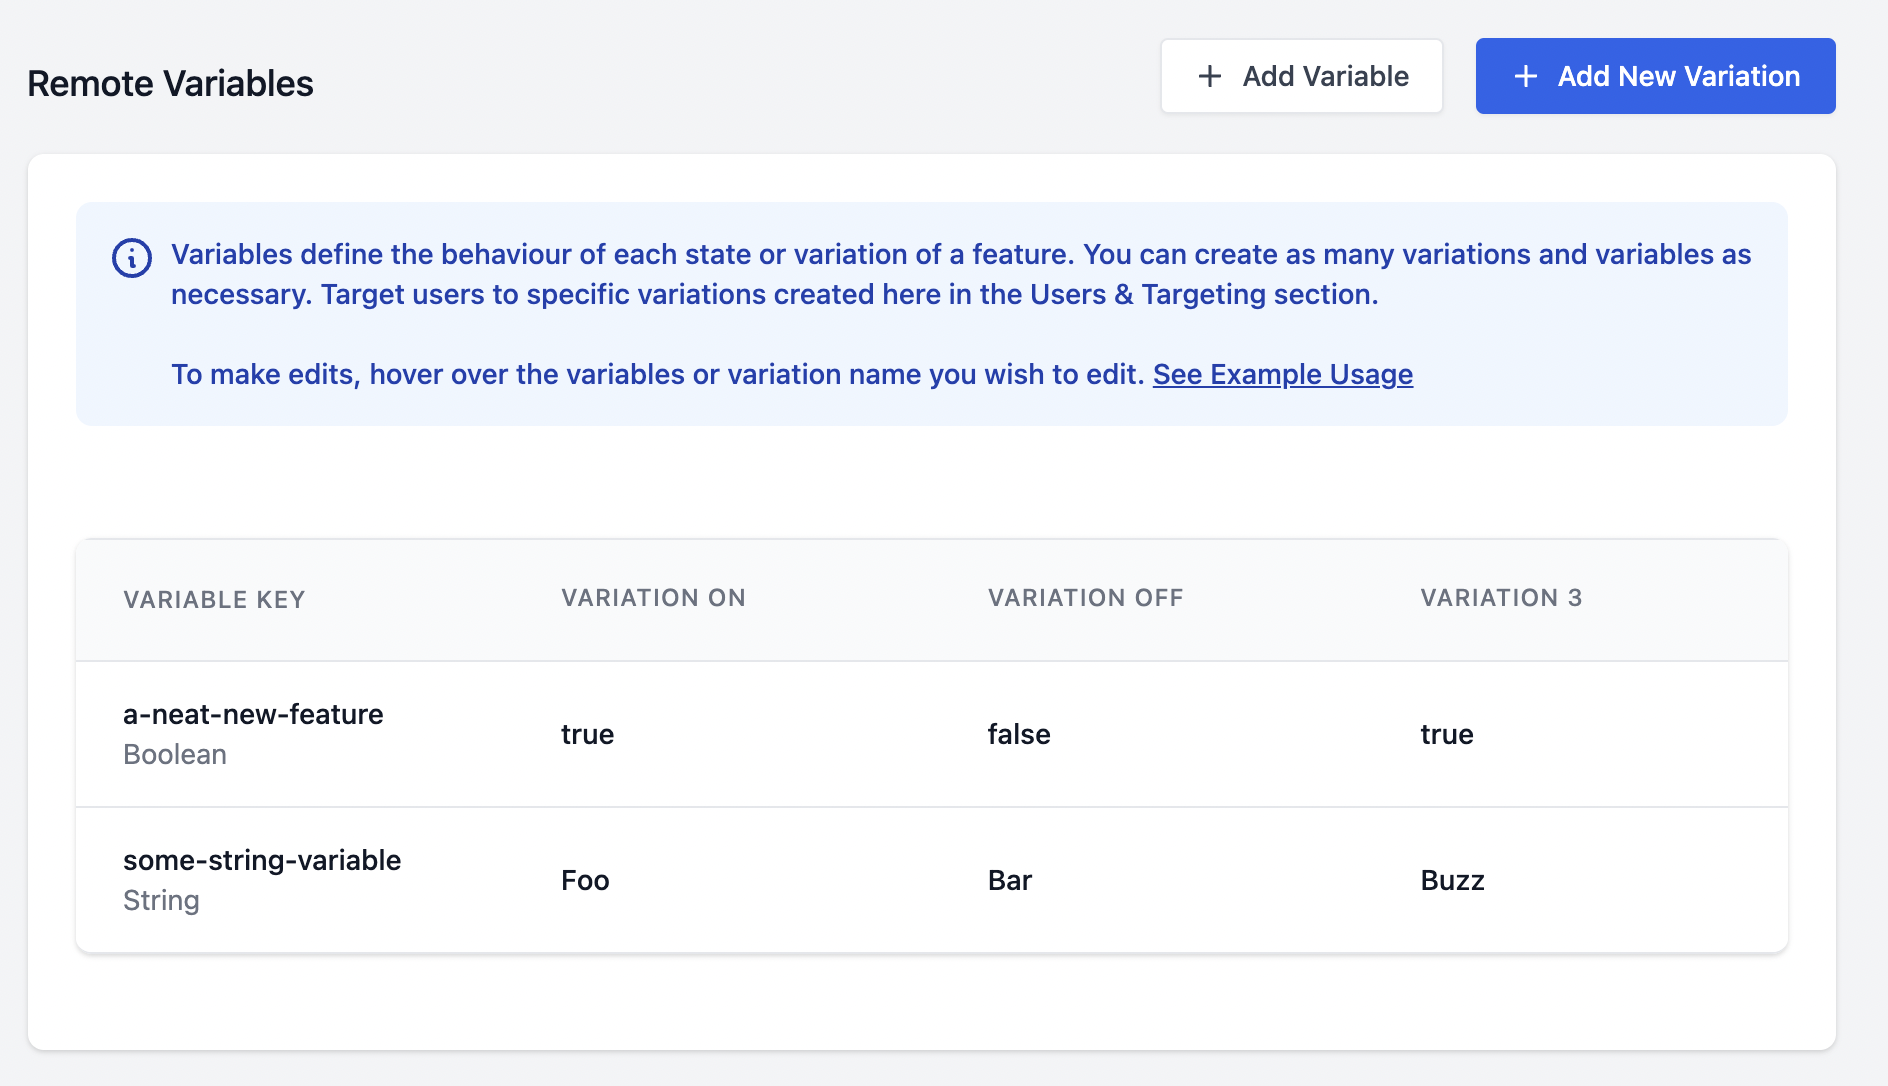 Remote Variables
+ Add Variable
+ Add New Variation
Variables define the behaviour of each state or variation of a feature. You can create as many variations and variables as
necessary. Target users to specific variations created here in the Users & Targeting section.
To make edits, hover over the variables or variation name you wish to edit. See Example Usage
VARIABLE KEY VARIATION ON VARIATION OFF VARIATION 3
a-neat-new-feature
Boolean
true false true
some-string-variable
String
Foo Bar Buzz